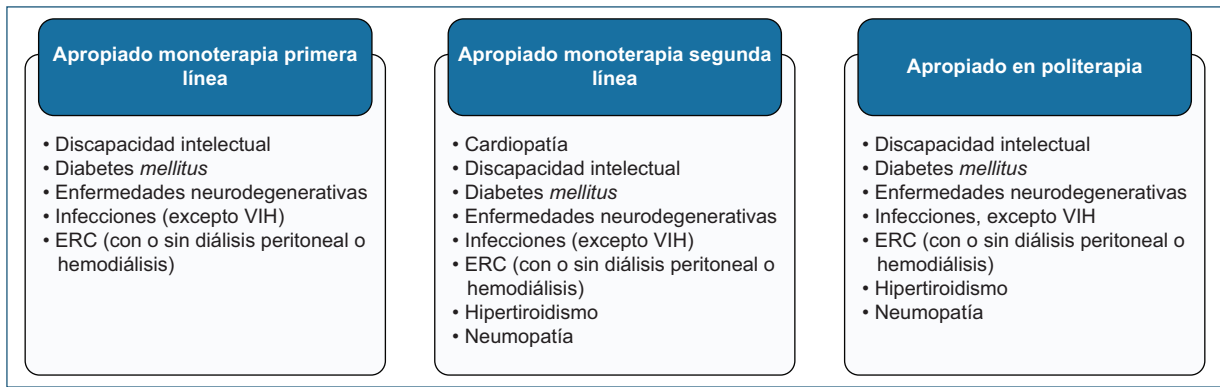 Apropiado monoterapia primera
línea
• Discapacidad intelectual
• Diabetes mellitus
• Enfermedades neurodegenerativas
• Infecciones (excepto VIH)
• ERC (con o sin diálisis peritoneal o
hemodiálisis)
Apropiado monoterapia segunda
línea
• Cardiopatía
• Discapacidad intelectual
• Diabetes mellitus
• Enfermedades neurodegenerativas
• Infecciones (excepto VIH)
• ERC (con o sin diálisis peritoneal o
hemodiálisis)
• Hipertiroidismo
• Neumopatía
Apropiado en politerapia
• Discapacidad intelectual
• Diabetes mellitus
• Enfermedades neurodegenerativas
• Infecciones, excepto VIH
• ERC (con o sin diálisis peritoneal o
hemodiálisis)
• Hipertiroidismo
• Neumopatía